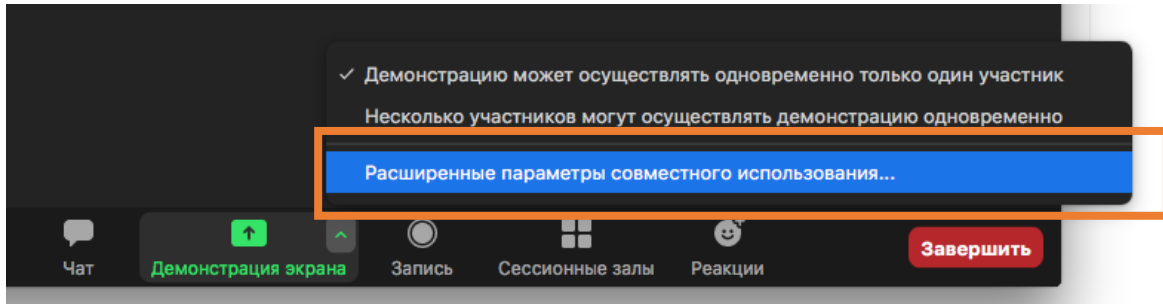 Демонстрацию может осуществлять одновременно только один участник
Несколько участников могут осуществлять демонстрацию одновременно
Расширенные параметры совместного использования...
Чат
Демонстрация экрана
Запись
Сессионные залы
Реакции
Завершить